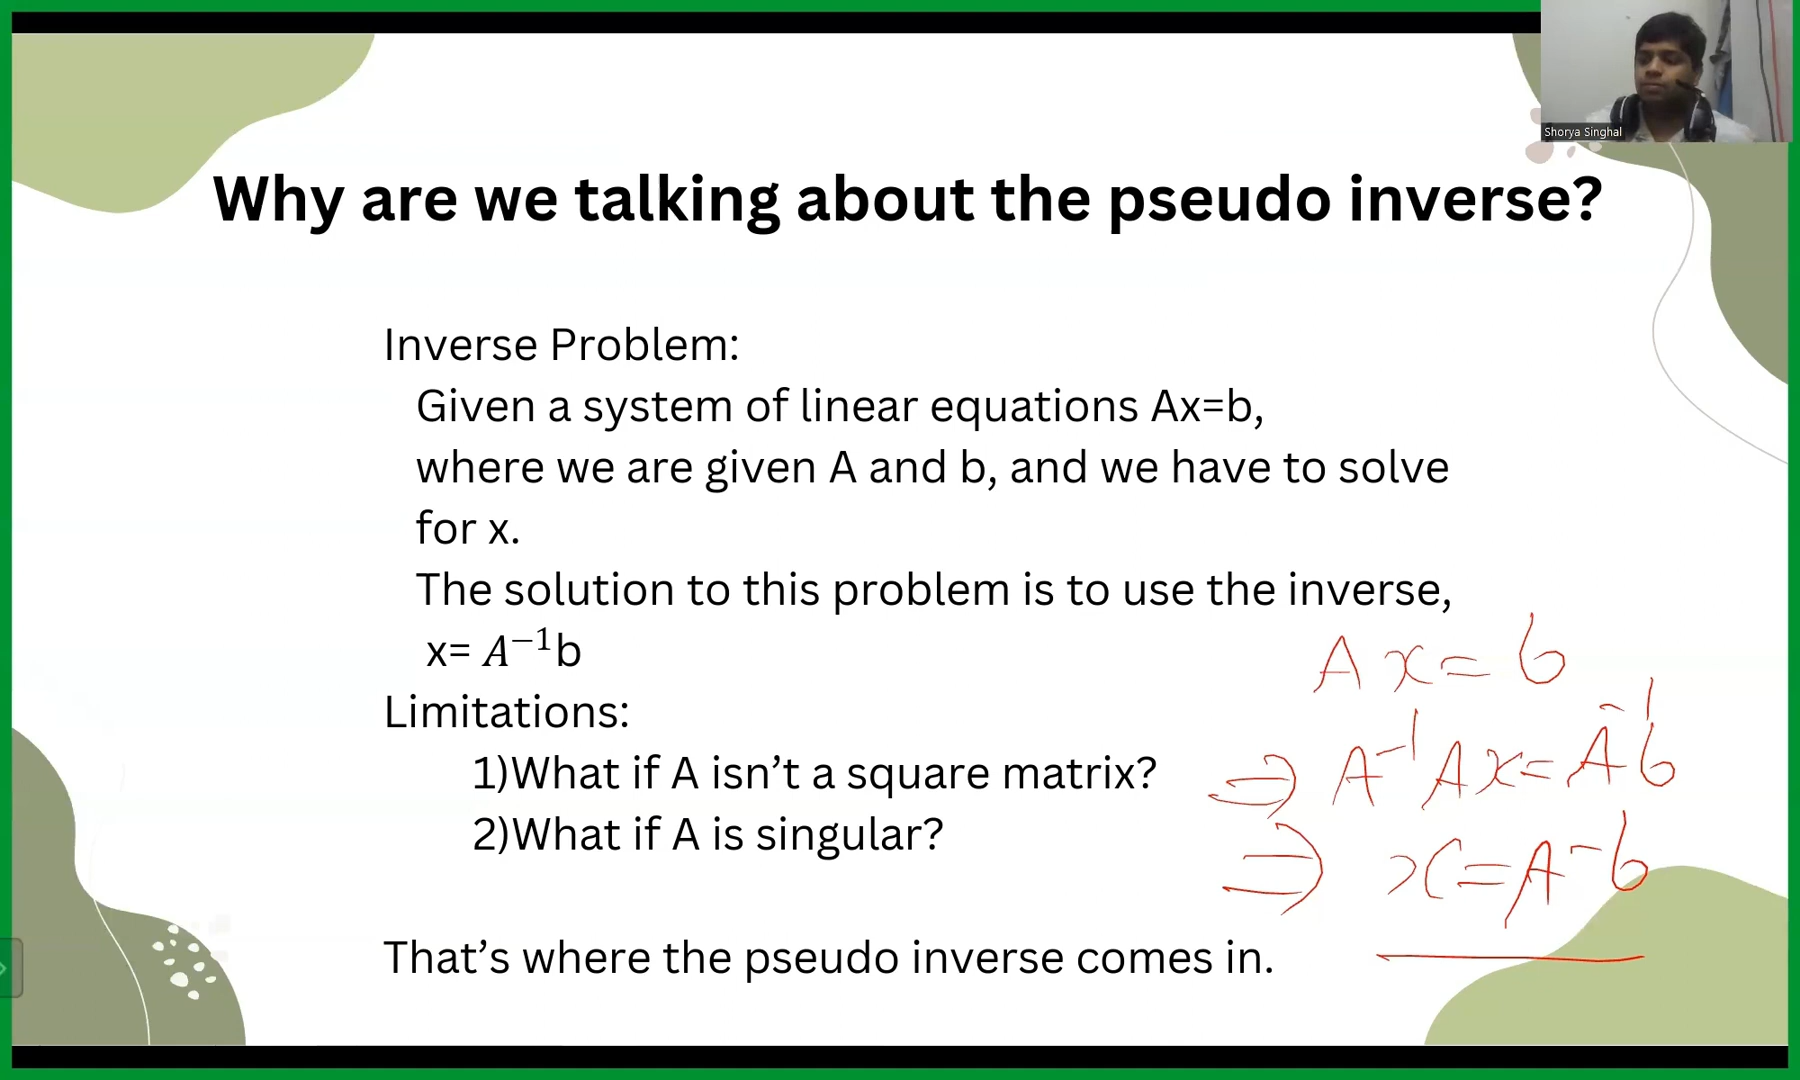 Shorya Singhal
Why are we talking about the pseudo inverse?
Inverse Problem:
Given a system of linear equations Ax=b,
where we are given A and b, and we have to solve
for x.
The solution to this problem is to use the inverse,
x= A⁻¹b
Limitations:
1)What if A isn’t a square matrix?
2)What if A is singular?
That’s where the pseudo inverse comes in.
Ax=b
⇒ A⁻¹Ax=A⁻¹b
⇒ x=A⁻b